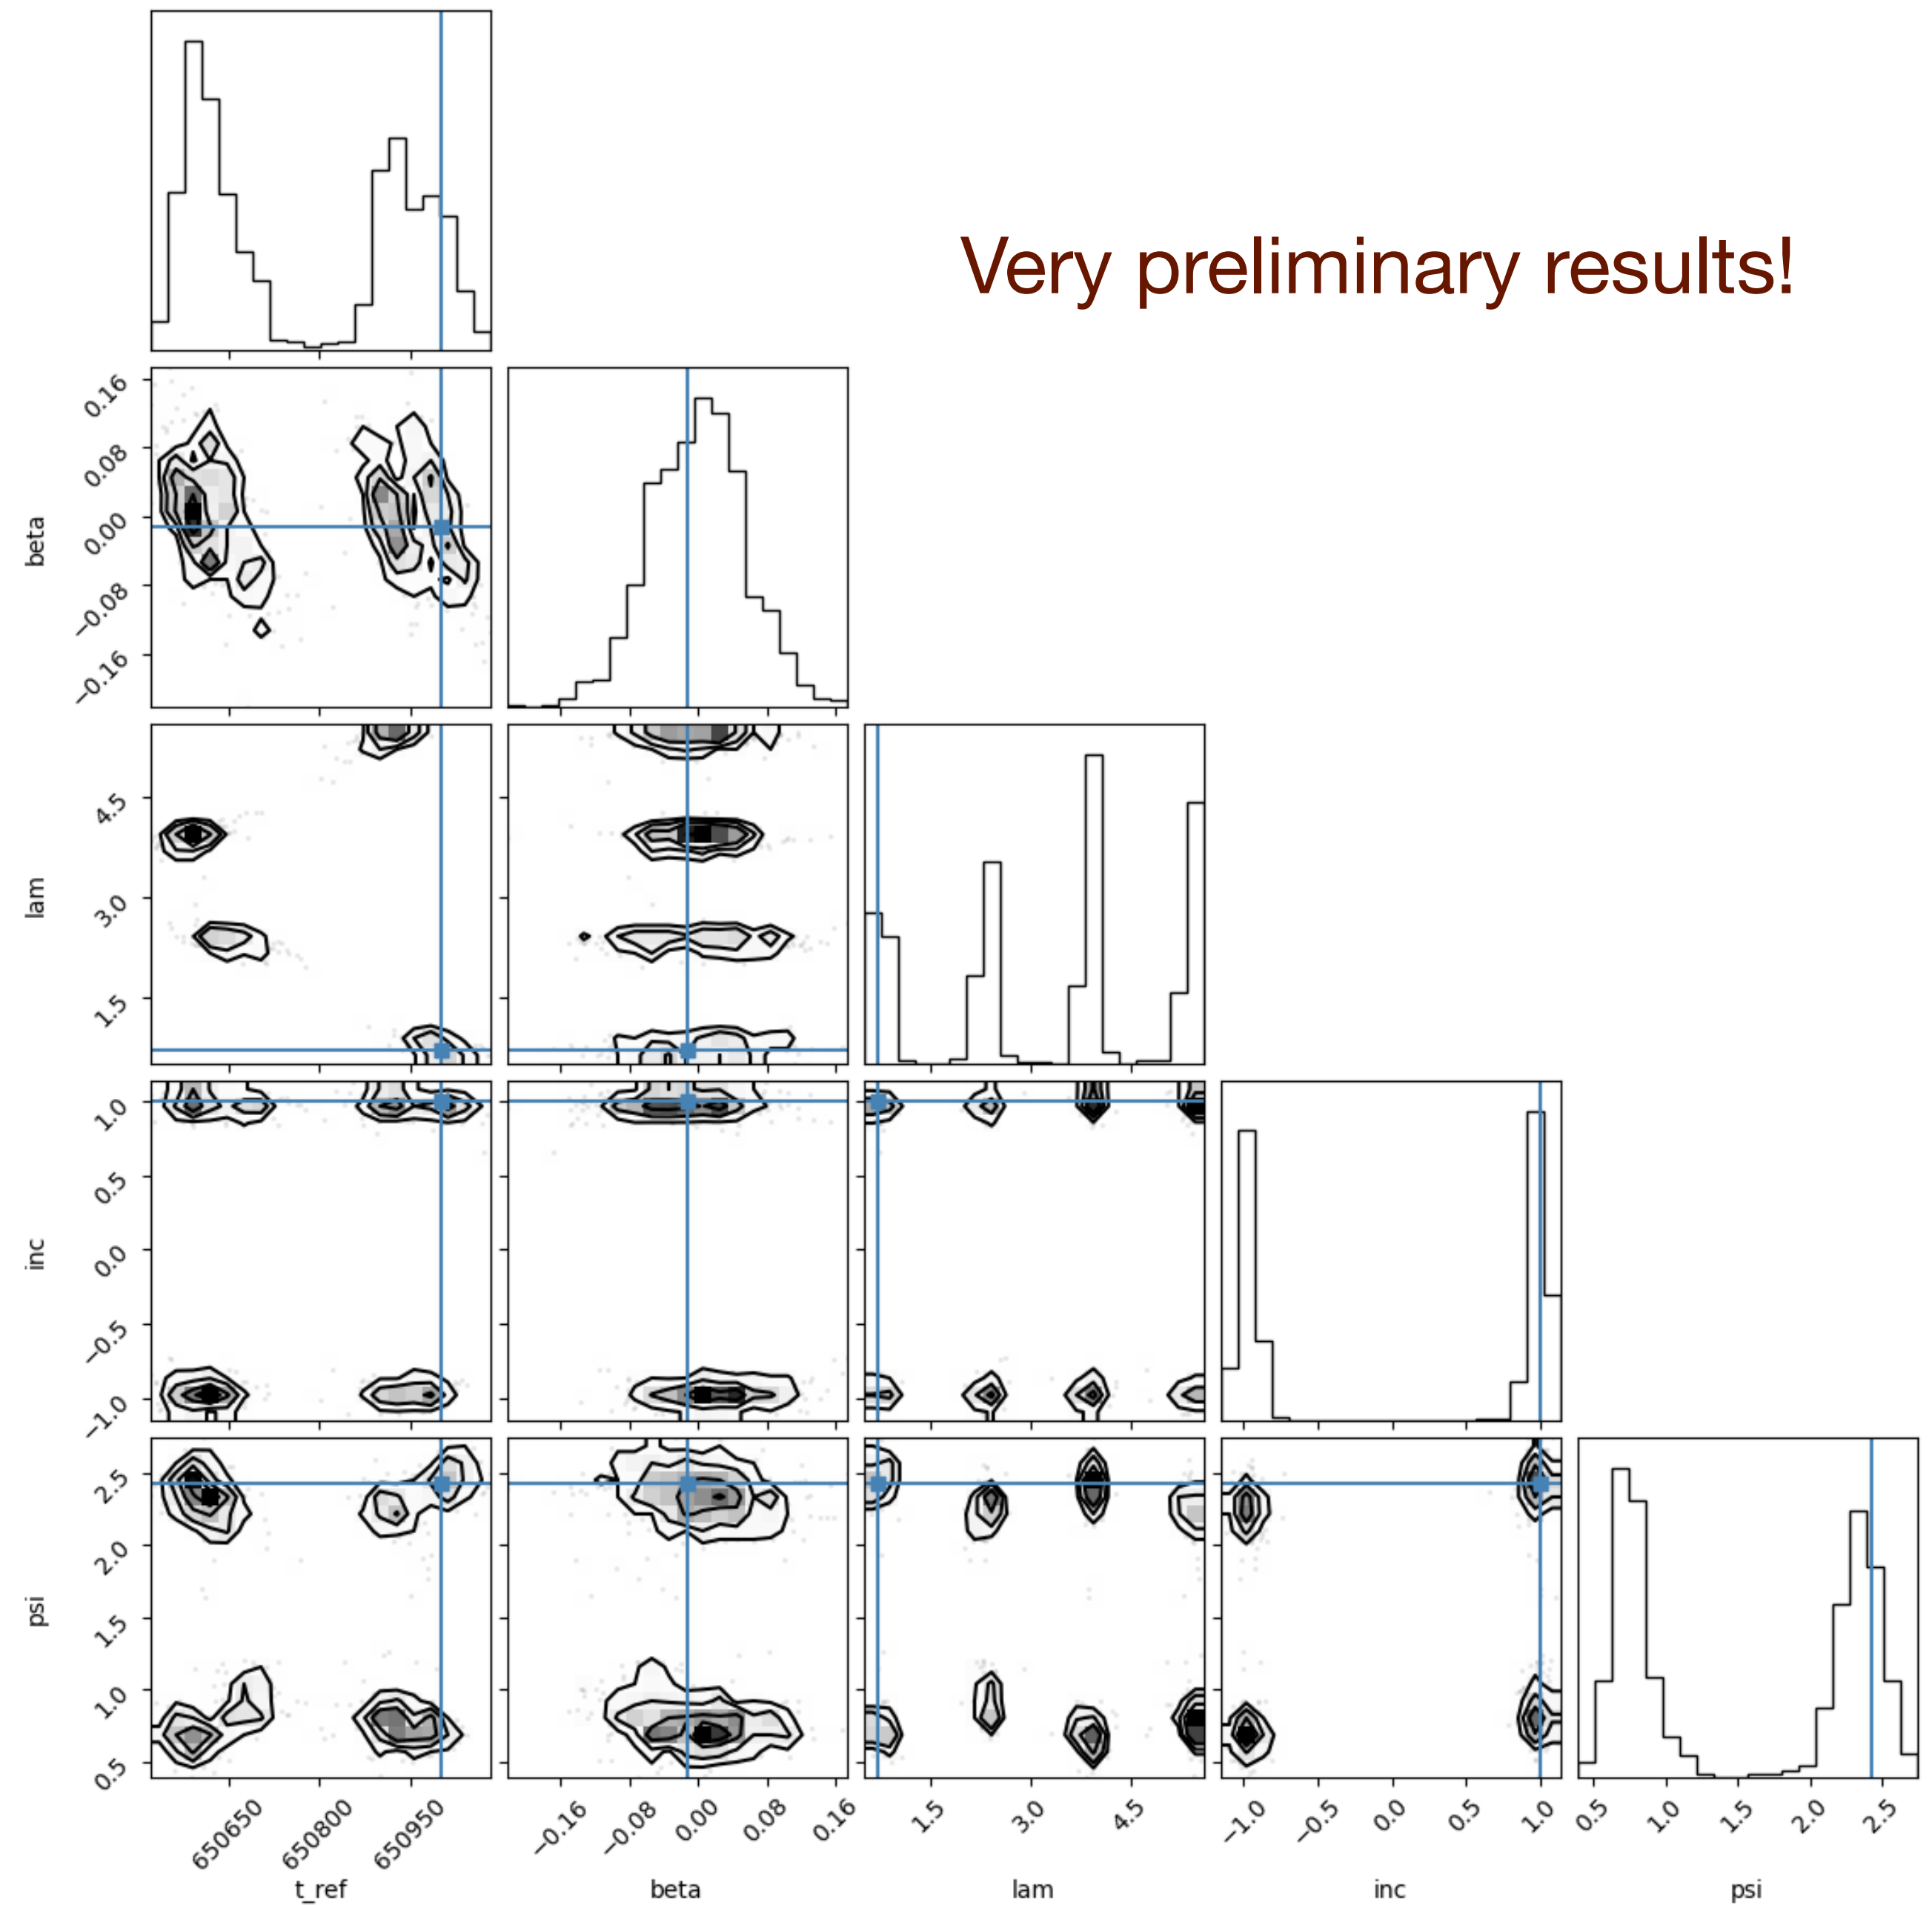 Very preliminary results!
0.16
0.08
0.00
−0.08
−0.16
beta
4.5
3.0
1.5
lam
1.0
0.5
0.0
−0.5
−1.0
inc
2.5
2.0
1.5
1.0
0.5
psi
650650 650800 650950
−0.16 −0.08 0.00 0.08 0.16
1.5 3.0 4.5
−1.0 −0.5 0.0 0.5 1.0
0.5 1.0 1.5 2.0 2.5
t_ref beta lam inc psi